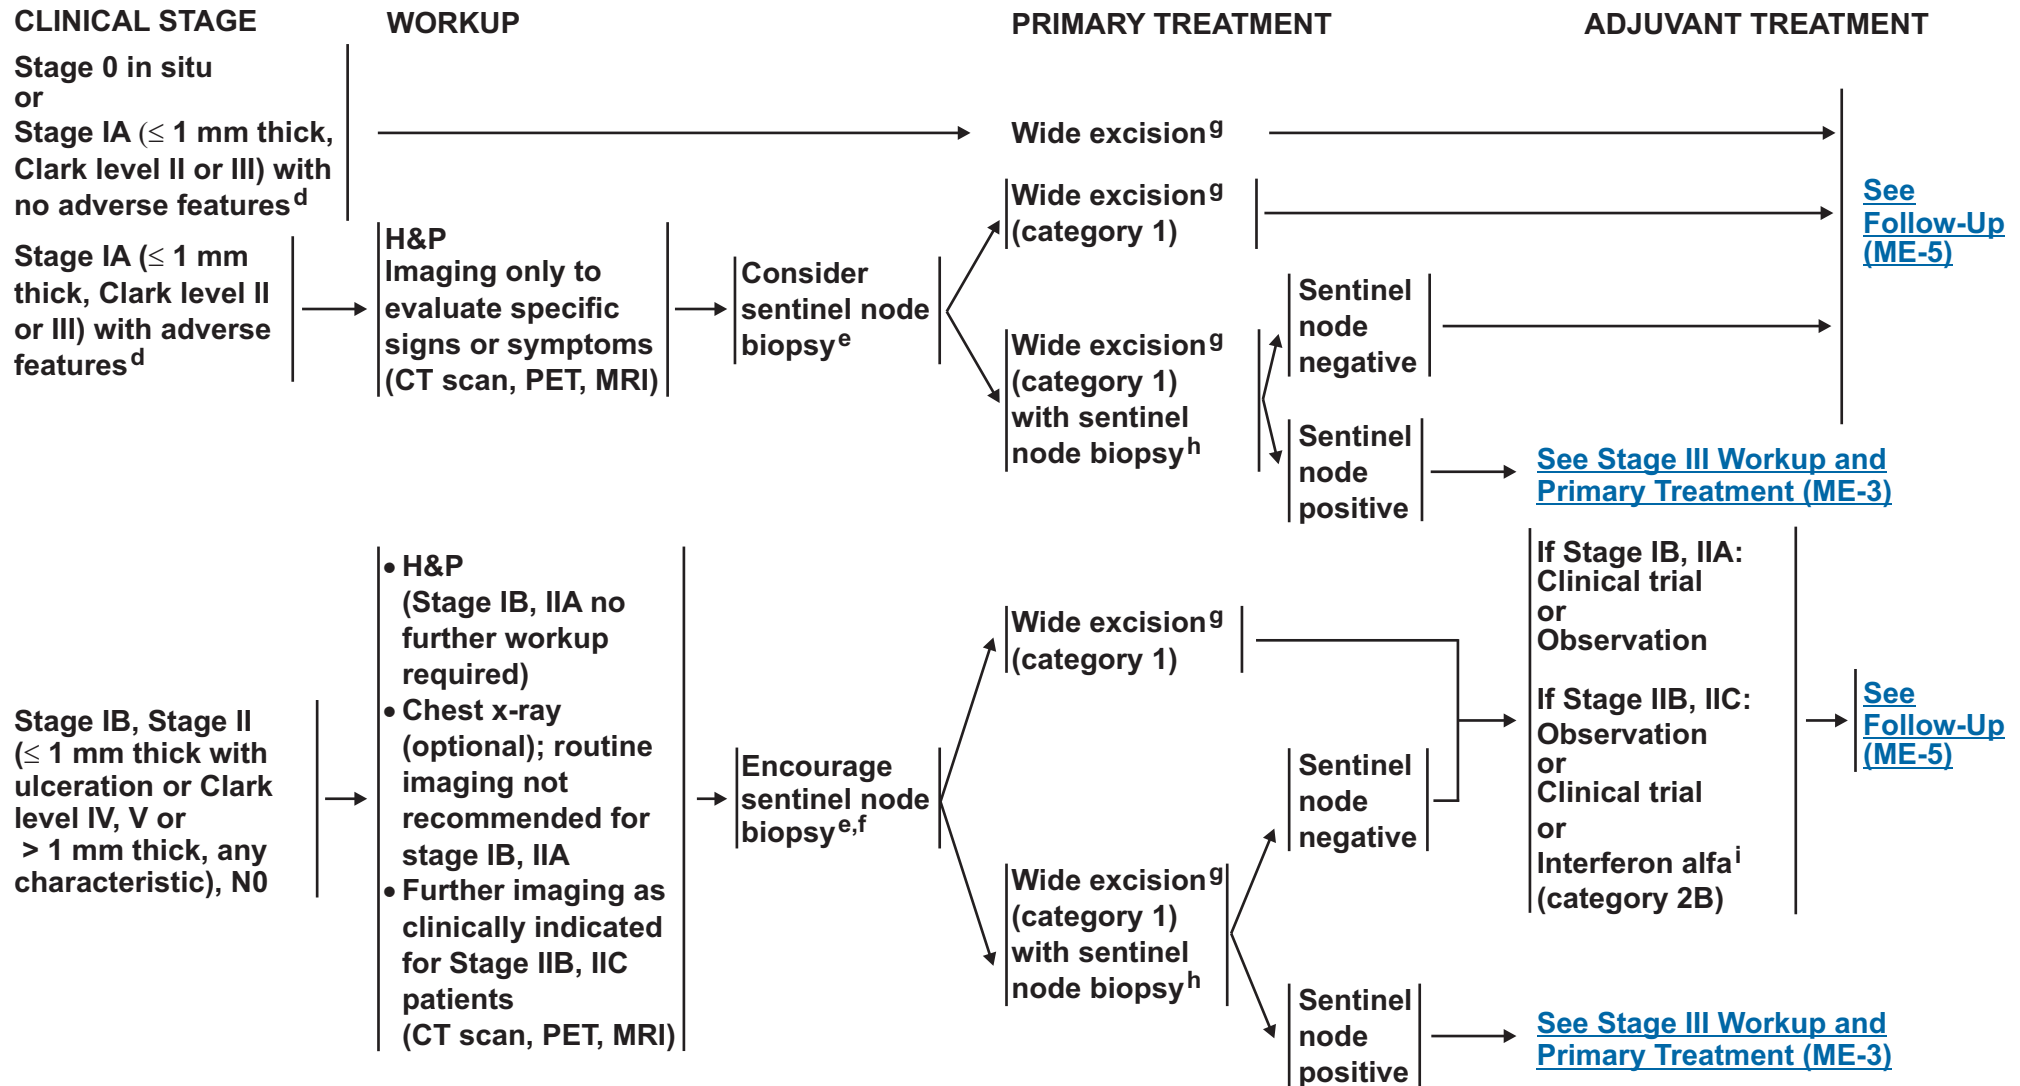 CLINICAL STAGE
WORKUP
PRIMARY TREATMENT
ADJUVANT TREATMENT
Stage 0 in situ
or
Stage IA (≤ 1 mm thick,
Clark level II or III) with
no adverse features d
Wide excision g
Stage IA (≤ 1 mm
thick, Clark level II
or III) with adverse
features d
H&P
Imaging only to
evaluate specific
signs or symptoms
(CT scan, PET, MRI)
Consider
sentinel node
biopsy e
Wide excision g
(category 1)
Wide excision g
(category 1)
with sentinel
node biopsy h
Sentinel
node
negative
Sentinel
node
positive
See
Follow-Up
(ME-5)
See Stage III Workup and
Primary Treatment (ME-3)
Stage IB, Stage II
(≤ 1 mm thick with
ulceration or Clark
level IV, V or
> 1 mm thick, any
characteristic), N0
• H&P
(Stage IB, IIA no
further workup
required)
• Chest x-ray
(optional); routine
imaging not
recommended for
stage IB, IIA
• Further imaging as
clinically indicated
for Stage IIB, IIC
patients
(CT scan, PET, MRI)
Encourage
sentinel node
biopsy e,f
Wide excision g
(category 1)
Wide excision g
(category 1)
with sentinel
node biopsy h
Sentinel
node
negative
Sentinel
node
positive
If Stage IB, IIA:
Clinical trial
or
Observation
If Stage IIB, IIC:
Observation
or
Clinical trial
or
Interferon alfa i
(category 2B)
See
Follow-Up
(ME-5)
See Stage III Workup and
Primary Treatment (ME-3)